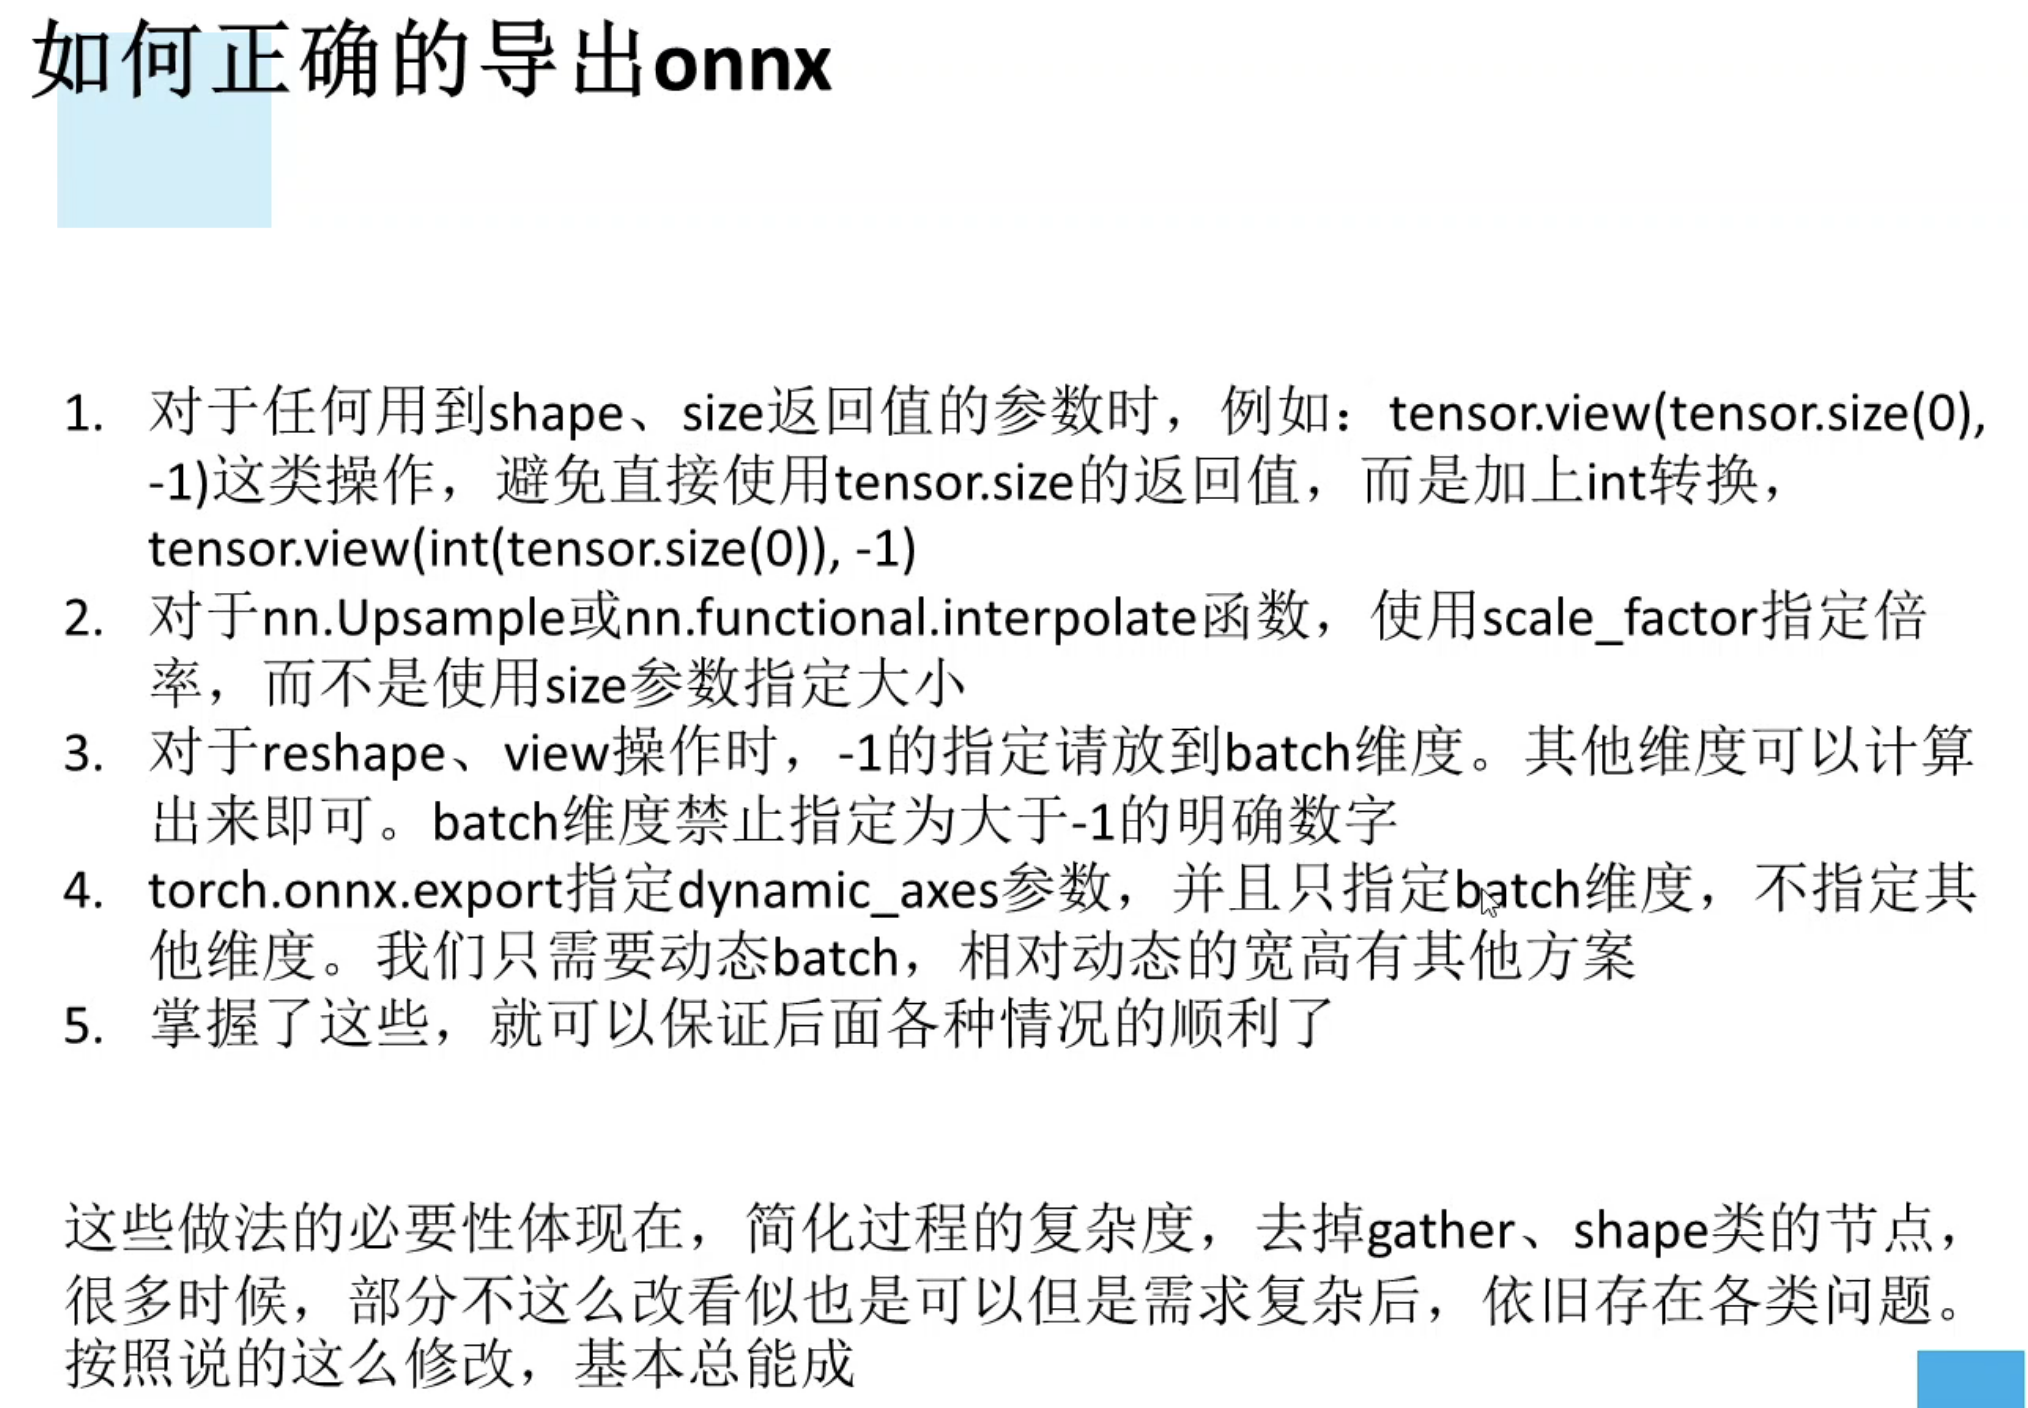 如何正确的导出onnx
1. 对于任何用到shape、size返回值的参数时，例如：tensor.view(tensor.size(0),
-1)这类操作，避免直接使用tensor.size的返回值，而是加上int转换，
tensor.view(int(tensor.size(0)), -1)
2. 对于nn.Upsample或nn.functional.interpolate函数，使用scale_factor指定倍
率，而不是使用size参数指定大小
3. 对于reshape、view操作时，-1的指定请放到batch维度。其他维度可以计算
出来即可。batch维度禁止指定为大于-1的明确数字
4. torch.onnx.export指定dynamic_axes参数，并且只指定batch维度，不指定其
他维度。我们只需要动态batch，相对动态的宽高有其他方案
5. 掌握了这些，就可以保证后面各种情况的顺利了
这些做法的必要性体现在，简化过程的复杂度，去掉gather、shape类的节点，
很多时候，部分不这么改看似也是可以但是需求复杂后，依旧存在各类问题。
按照说的这么修改，基本总能成